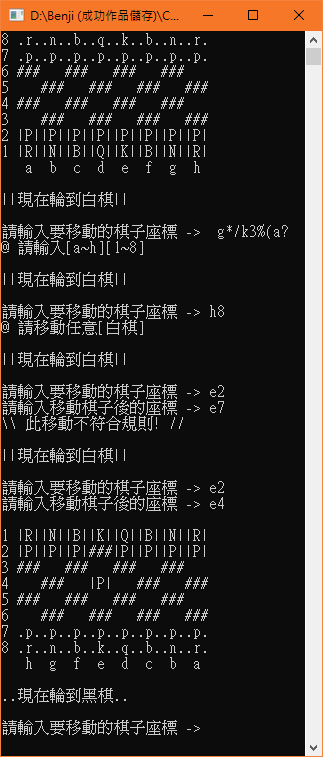 D:\Benji (成功作品儲存)\C...
8 .r..n..b..q..k..b..n..r.
7 .p..p..p..p..p..p..p..p.
6 ###   ###   ###   ###
5    ###   ###   ###   ###
4 ###   ###   ###   ###
3    ###   ###   ###   ###
2 |P||P||P||P||P||P||P||P|
1 |R||N||B||Q||K||B||N||R|
   a  b  c  d  e  f  g  h
||現在輪到白棋||
請輸入要移動的棋子座標 ->  g*/k3%(a?
@ 請輸入[a~h][1~8]
||現在輪到白棋||
請輸入要移動的棋子座標 -> h8
@ 請移動任意[白棋]
||現在輪到白棋||
請輸入要移動的棋子座標 -> e2
請輸入移動棋子後的座標 -> e7
\\ 此移動不符合規則! //
||現在輪到白棋||
請輸入要移動的棋子座標 -> e2
請輸入移動棋子後的座標 -> e4
1 |R||N||B||K||Q||B||N||R|
2 |P||P||P|###|P||P||P||P|
3 ###   ###   ###   ###
4    ###   |P|   ###   ###
5 ###   ###   ###   ###
6    ###   ###   ###   ###
7 .p..p..p..p..p..p..p..p.
8 .r..n..b..k..q..b..n..r.
   h  g  f  e  d  c  b  a
..現在輪到黑棋..
請輸入要移動的棋子座標 ->